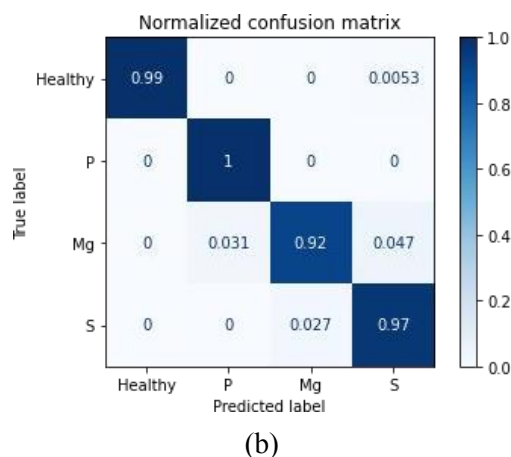 Normalized confusion matrix
Healthy 0.99 0 0 0.0053
P 0 1 0 0
Mg 0 0.031 0.92 0.047
S 0 0 0.027 0.97
Healthy P Mg S
Predicted label
True label
1.0
0.8
0.6
0.4
0.2
0.0
(b)